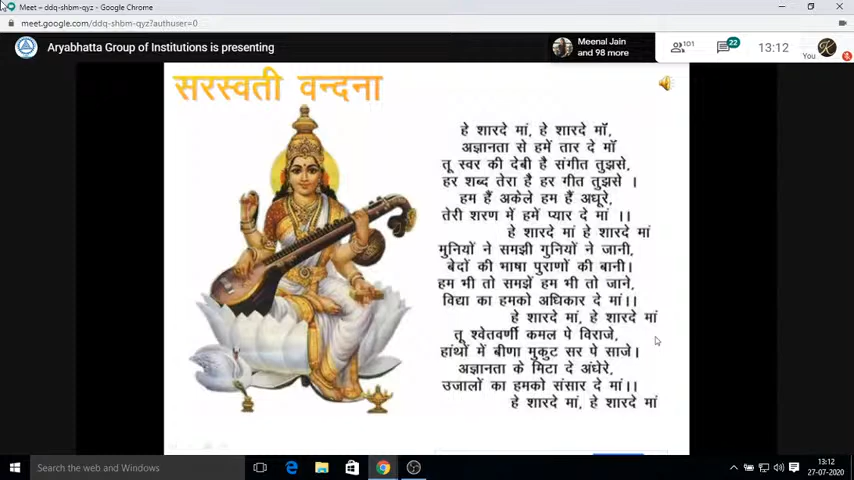 Meet – ddq-shbm-qyz - Google Chrome
meet.google.com/ddq-shbm-qyz?authuser=0
Aryabhatta Group of Institutions is presenting
Meenal Jain
and 98 more
101
22
13:12
You
सरस्वती वन्दना
हे शारदे मां, हे शारदे माँ,
अज्ञानता से हमें तार दे माँ
तू स्वर की देबी है संगीत तुझसे,
हर शब्द तेरा है हर गीत तुझसे ।
हम हैं अकेले हम हैं अधूरे,
तेरी शरण में हमें प्यार दे मां ।।
हे शारदे मां हे शारदे मां
मुनियों ने समझी गुनियों ने जानी,
बेदों की भाषा पुराणों की बानी।
हम भी तो समझें हम भी तो जाने,
विद्या का हमको अधिकार दे मां।।
हे शारदे मां, हे शारदे मां
तू श्वेतवर्णी कमल पे विराजे,
हांथों में बीणा मुकुट सर पे साजे।
अज्ञानता के मिटा दे अंधेरे,
उजालों का हमको संसार दे मां।।
हे शारदे मां, हे शारदे मां
Search the web and Windows
13:12
27-07-2020